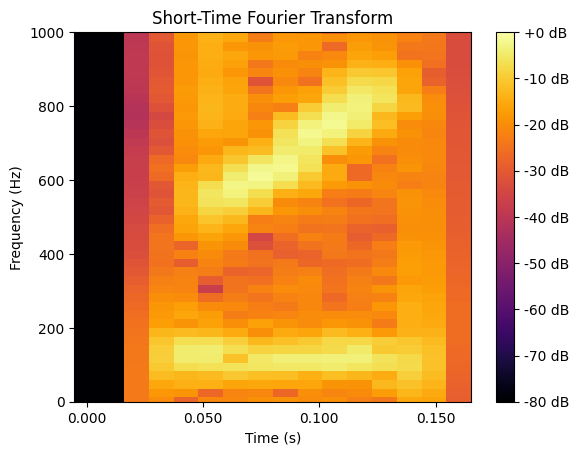 Short-Time Fourier Transform
1000
800
600
400
200
0
Frequency (Hz)
0.000
0.050
0.100
0.150
Time (s)
+0 dB
-10 dB
-20 dB
-30 dB
-40 dB
-50 dB
-60 dB
-70 dB
-80 dB